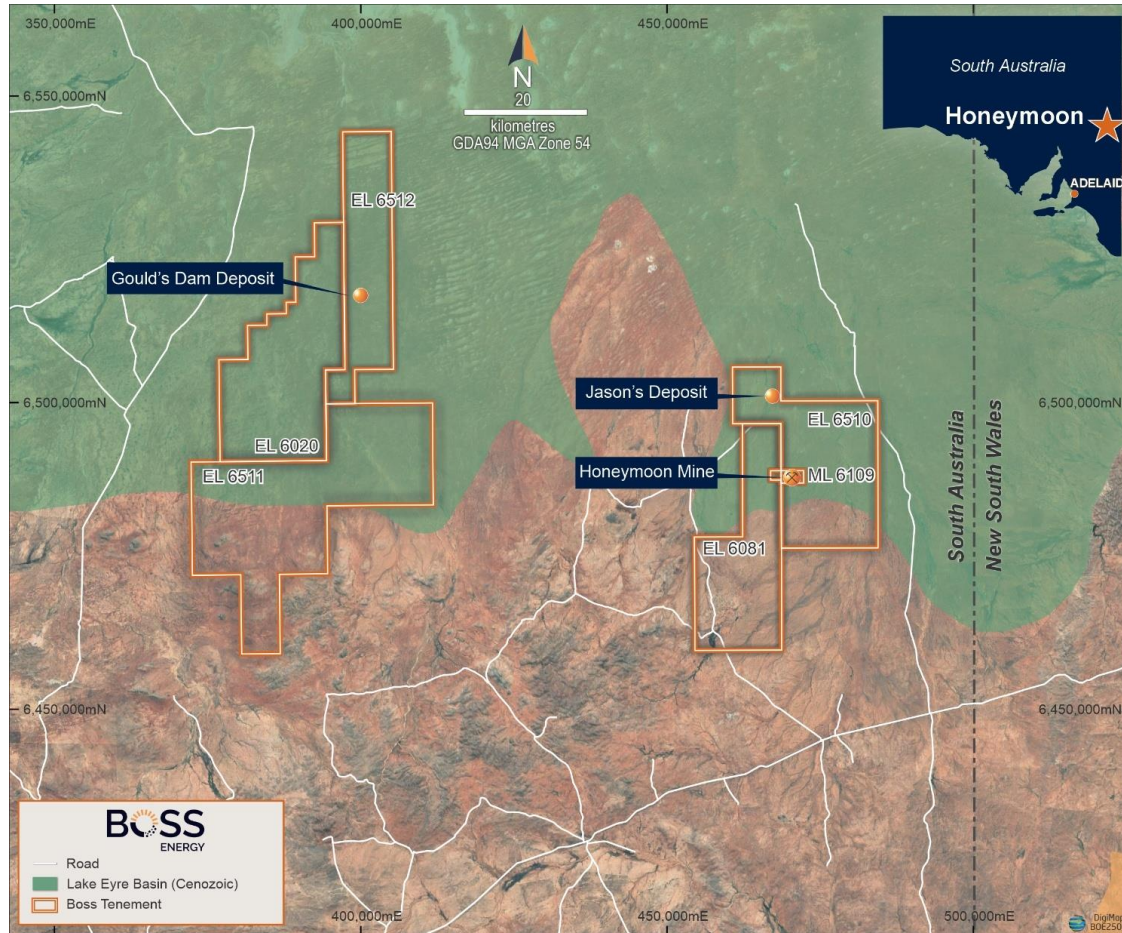 350,000mE
400,000mE
450,000mE
6,550,000mN
N
20
kilometres
GDA94 MGA Zone 54
South Australia
Honeymoon
ADELAID
EL 6512
Gould's Dam Deposit
Jason's Deposit
6,500,000mN
6,500,000mN
EL 6510
EL 6020
EL 6511
Honeymoon Mine
ML 6109
EL 6081
South Australia
New South Wales
6,450,000mN
6,450,000mN
BOSS
ENERGY
Road
Lake Eyre Basin (Cenozoic)
Boss Tenement
400,000mE
450,000mE
500,000mE
DigiMap
BOE250